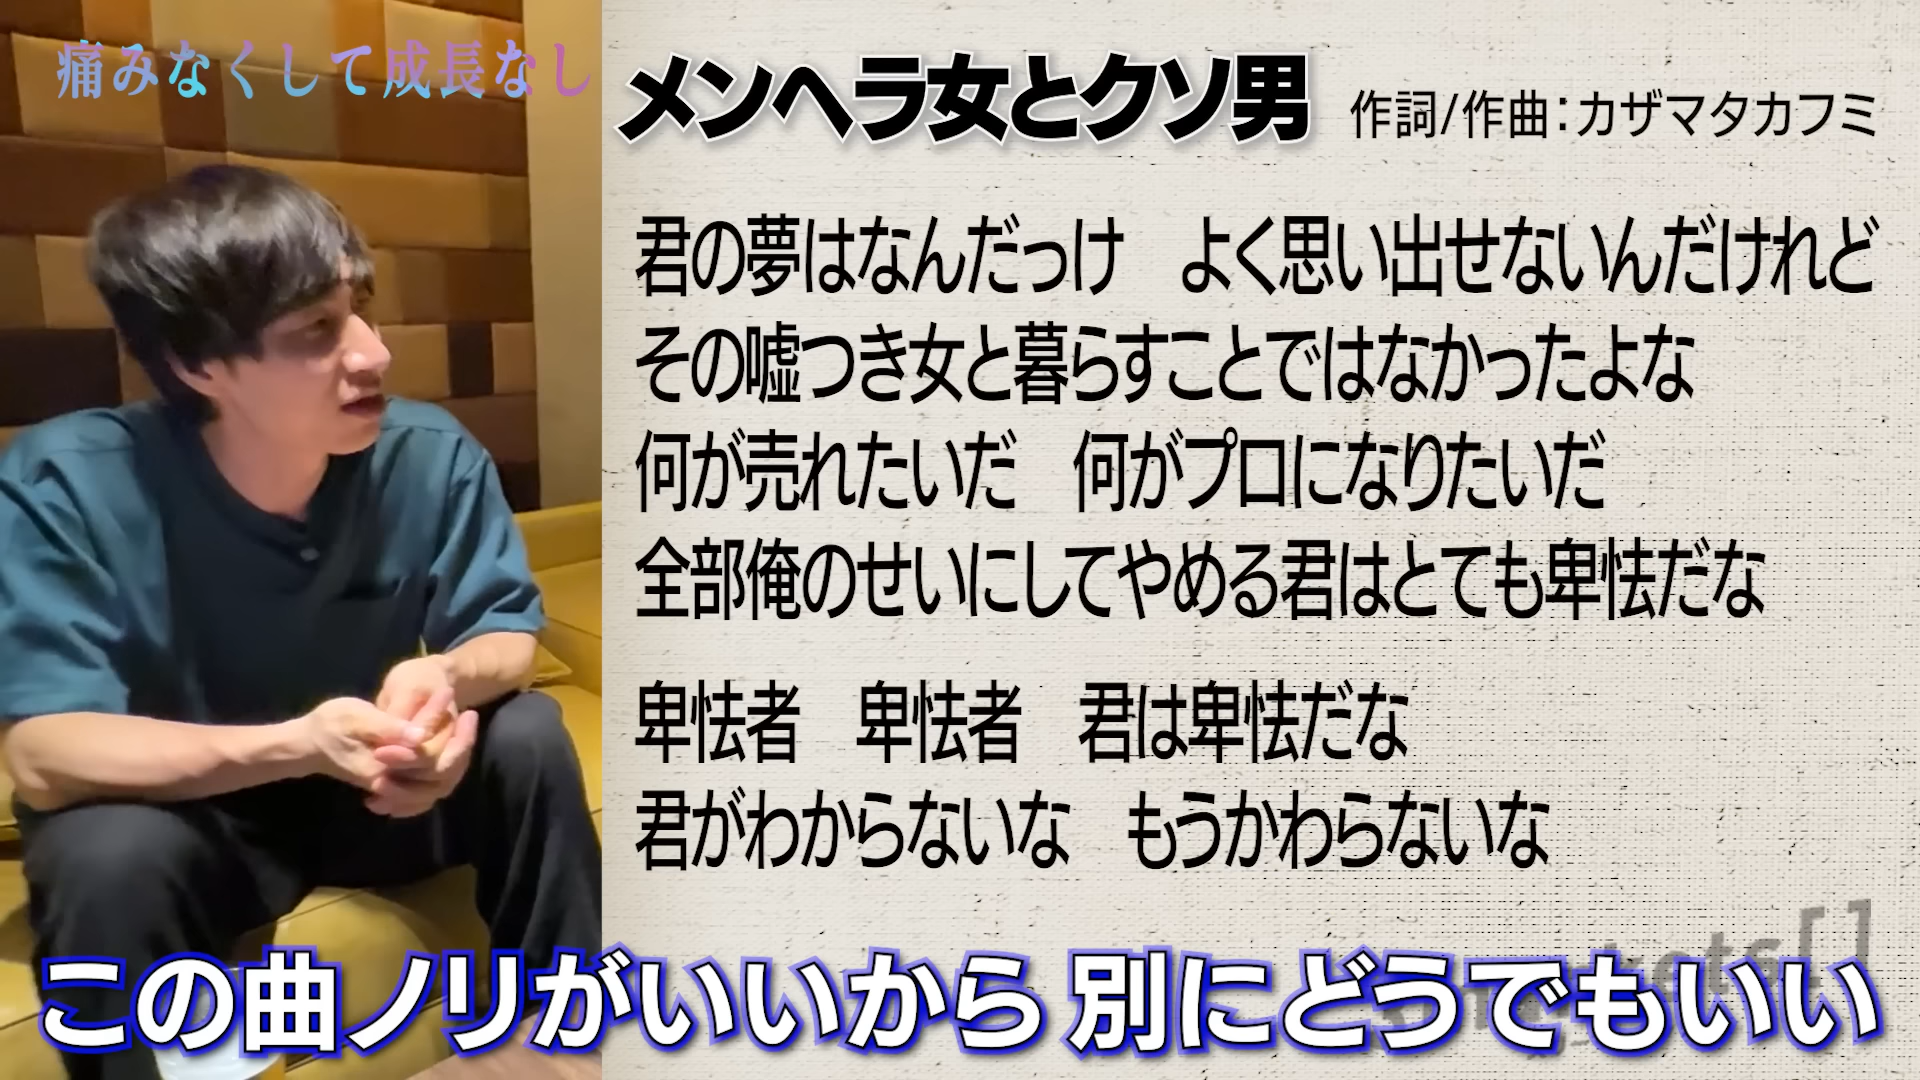 痛みなくして成長なし
メンヘラ女とクソ男 作詞/作曲:カザマタカフミ
君の夢はなんだっけ　よく思い出せないんだけれど
その嘘つき女と暮らすことではなかったよな
何が売れたいだ　何がプロになりたいだ
全部俺のせいにしてやめる君はとても卑怯だな
卑怯者　卑怯者　君は卑怯だな
君がわからないな　もうかわらないな
この曲 ノリがいいから 別にどうでもいい